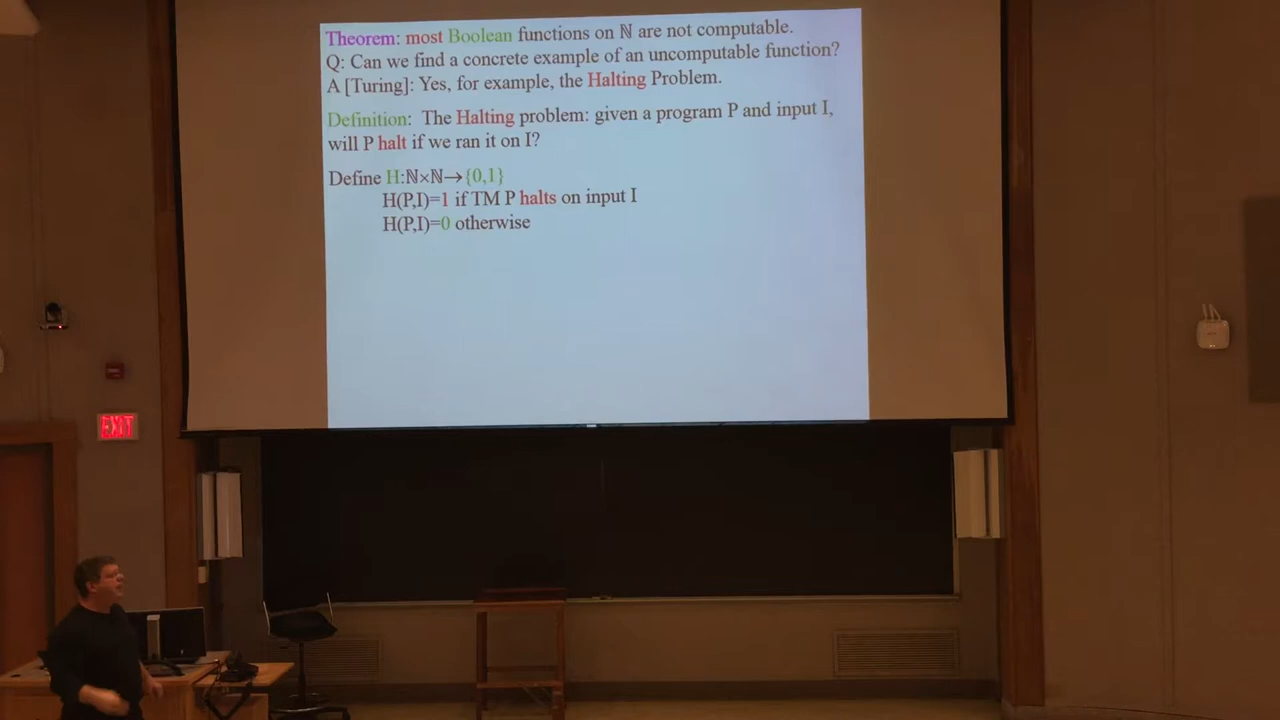 Theorem: most Boolean functions on ℕ are not computable.
Q: Can we find a concrete example of an uncomputable function?
A [Turing]: Yes, for example, the Halting Problem.
Definition: The Halting problem: given a program P and input I,
will P halt if we ran it on I?
Define H:ℕ×ℕ→{0,1}
H(P,I)=1 if TM P halts on input I
H(P,I)=0 otherwise
EXIT